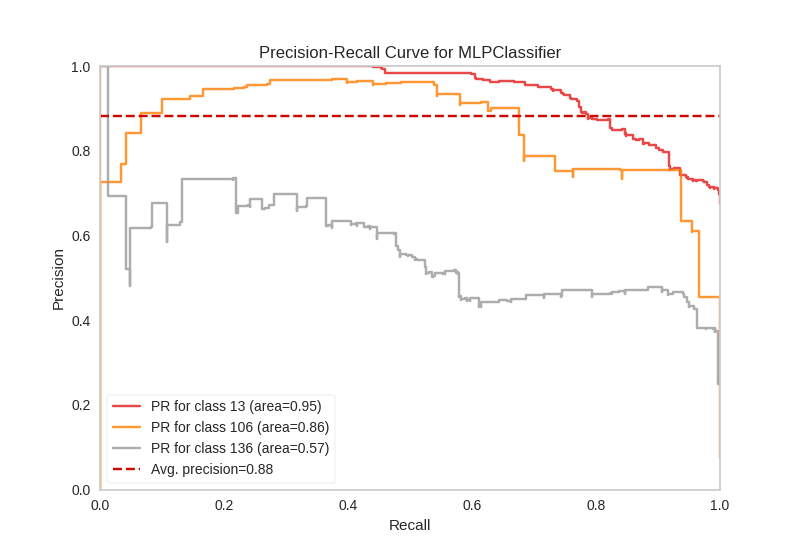 Precision-Recall Curve for MLPClassifier
1.0
0.8
0.6
0.4
0.2
0.0
Precision
PR for class 13 (area=0.95)
PR for class 106 (area=0.86)
PR for class 136 (area=0.57)
Avg. precision=0.88
0.0 0.2 0.4 0.6 0.8 1.0
Recall